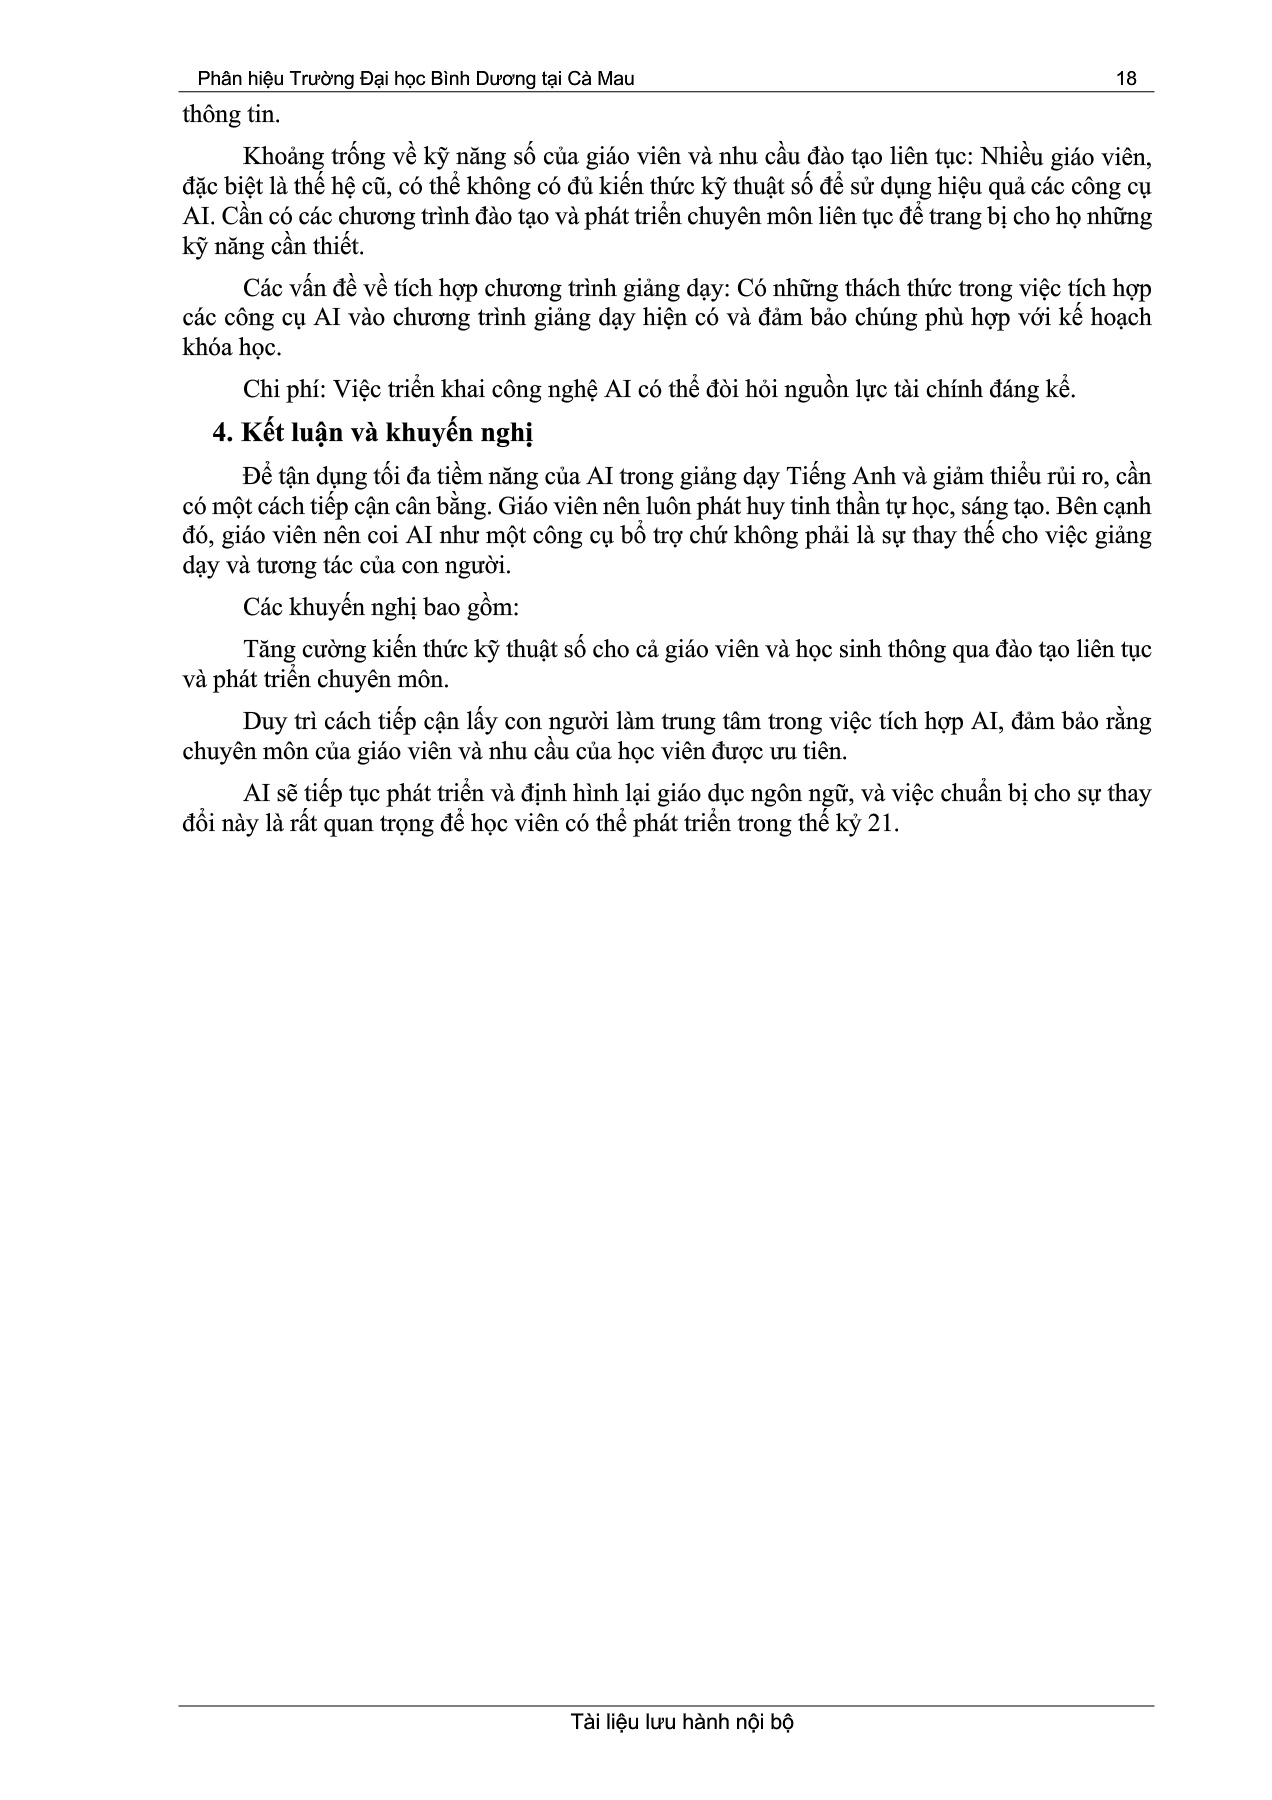 Phân hiệu Trường Đại học Bình Dương tại Cà Mau 18
thông tin.
Khoảng trống về kỹ năng số của giáo viên và nhu cầu đào tạo liên tục: Nhiều giáo viên,
đặc biệt là thế hệ cũ, có thể không có đủ kiến thức kỹ thuật số để sử dụng hiệu quả các công cụ
AI. Cần có các chương trình đào tạo và phát triển chuyên môn liên tục để trang bị cho họ những
kỹ năng cần thiết.
Các vấn đề về tích hợp chương trình giảng dạy: Có những thách thức trong việc tích hợp
các công cụ AI vào chương trình giảng dạy hiện có và đảm bảo chúng phù hợp với kế hoạch
khóa học.
Chi phí: Việc triển khai công nghệ AI có thể đòi hỏi nguồn lực tài chính đáng kể.
4. Kết luận và khuyến nghị
Để tận dụng tối đa tiềm năng của AI trong giảng dạy Tiếng Anh và giảm thiểu rủi ro, cần
có một cách tiếp cận cân bằng. Giáo viên nên luôn phát huy tinh thần tự học, sáng tạo. Bên cạnh
đó, giáo viên nên coi AI như một công cụ bổ trợ chứ không phải là sự thay thế cho việc giảng
dạy và tương tác của con người.
Các khuyến nghị bao gồm:
Tăng cường kiến thức kỹ thuật số cho cả giáo viên và học sinh thông qua đào tạo liên tục
và phát triển chuyên môn.
Duy trì cách tiếp cận lấy con người làm trung tâm trong việc tích hợp AI, đảm bảo rằng
chuyên môn của giáo viên và nhu cầu của học viên được ưu tiên.
AI sẽ tiếp tục phát triển và định hình lại giáo dục ngôn ngữ, và việc chuẩn bị cho sự thay
đổi này là rất quan trọng để học viên có thể phát triển trong thế kỷ 21.
Tài liệu lưu hành nội bộ